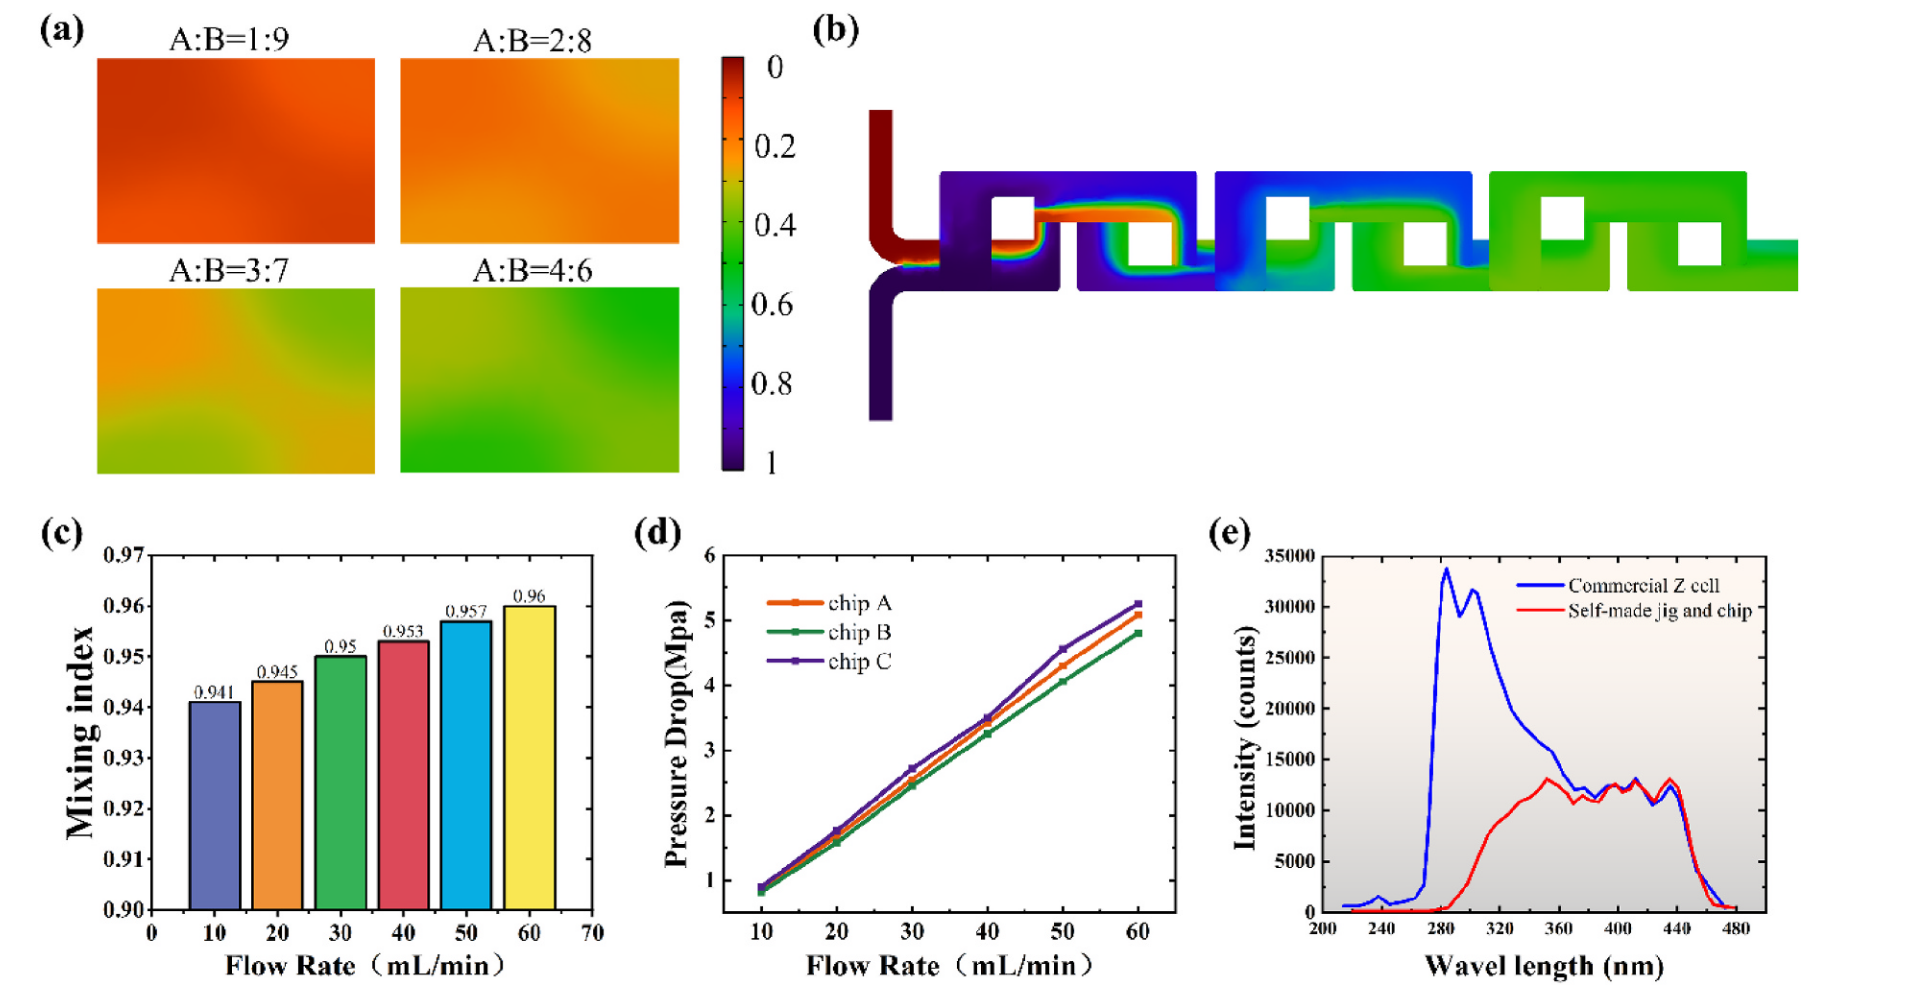 (a)
A:B=1:9
A:B=2:8
A:B=3:7
A:B=4:6
0
0.2
0.4
0.6
0.8
1
(b)
(c)
0.97
0.96
0.95
0.94
0.93
0.92
0.91
0.90
Mixing index
0.941
0.945
0.95
0.953
0.957
0.96
0 10 20 30 40 50 60 70
Flow Rate（mL/min）
(d)
6
5
4
3
2
1
Pressure Drop(Mpa)
chip A
chip B
chip C
10 20 30 40 50 60
Flow Rate（mL/min）
(e)
35000
30000
25000
20000
15000
10000
5000
0
Intensity (counts)
Commercial Z cell
Self-made jig and chip
200 240 280 320 360 400 440 480
Wavel length (nm)